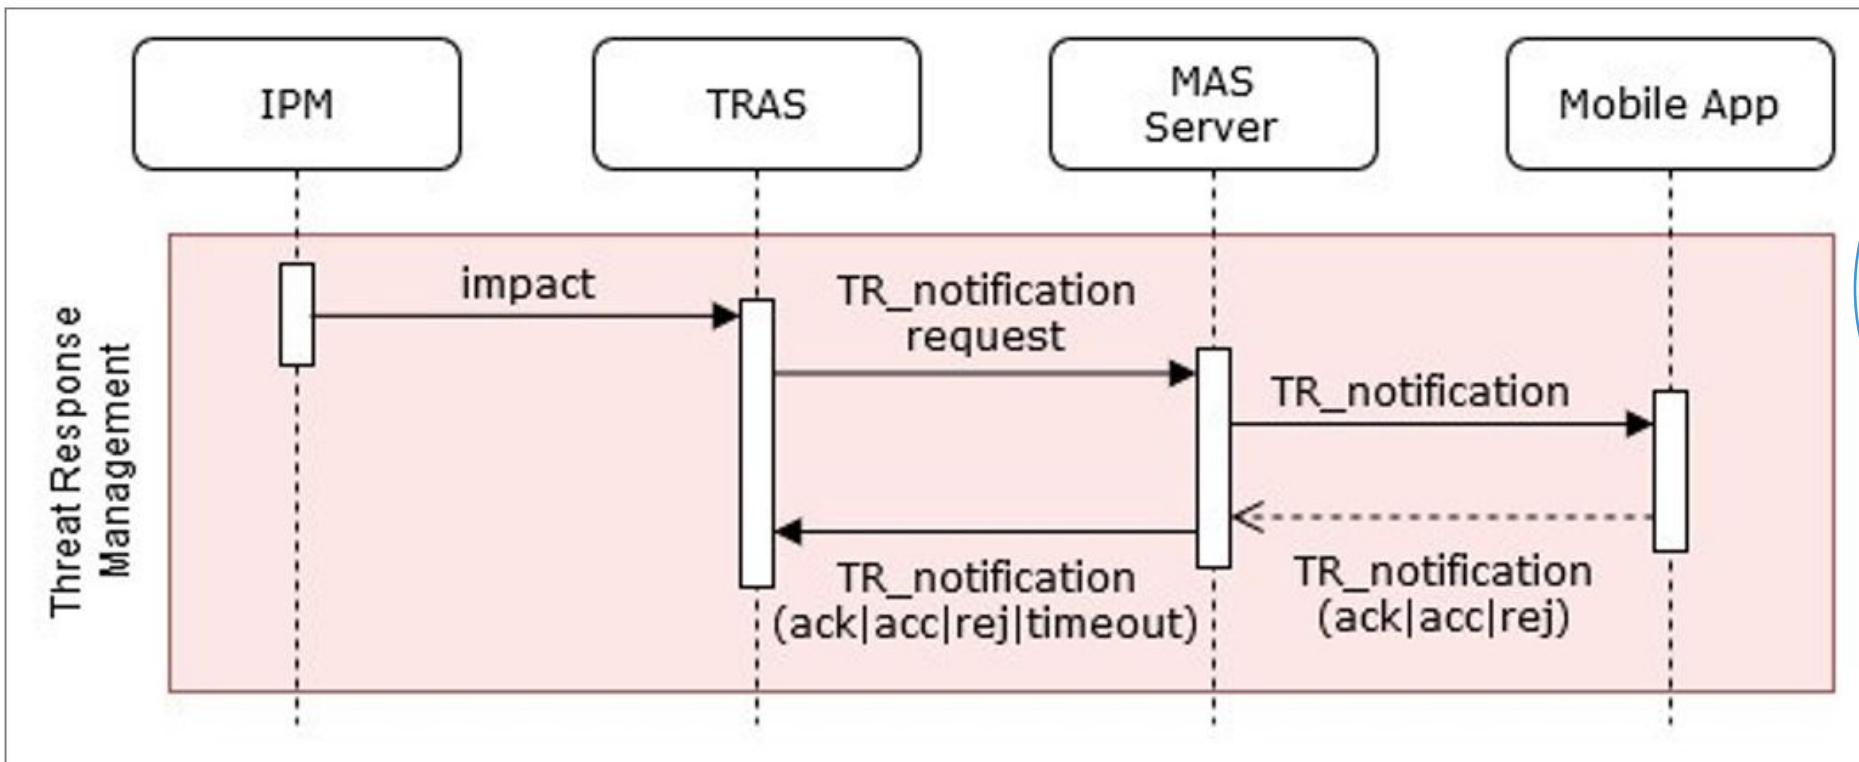 IPM
TRAS
MAS
Server
Mobile App
Threat Response
Management
impact
TR_notification
request
TR_notification
TR_notification
(ack|acc|rej|timeout)
TR_notification
(ack|acc|rej)